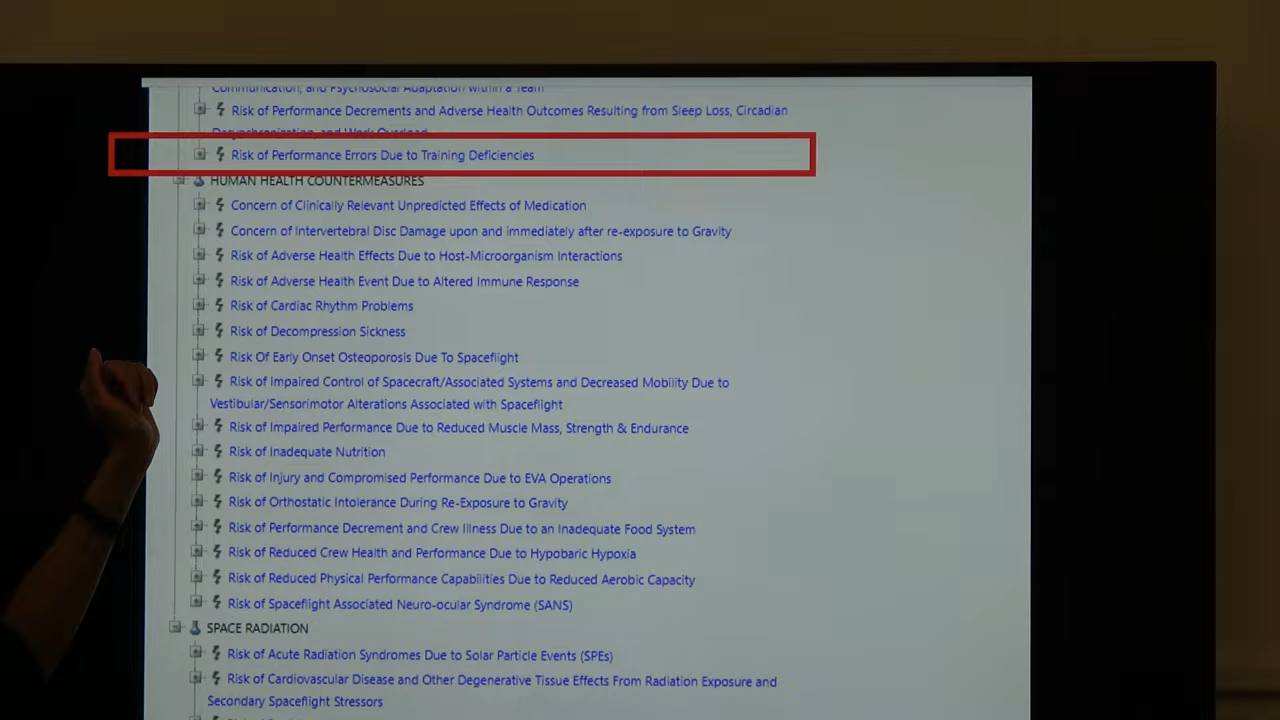 Communication, and Psychosocial Adaptation within a Team
Risk of Performance Decrements and Adverse Health Outcomes Resulting from Sleep Loss, Circadian
Desynchronization, and Work Overload
Risk of Performance Errors Due to Training Deficiencies
HUMAN HEALTH COUNTERMEASURES
Concern of Clinically Relevant Unpredicted Effects of Medication
Concern of Intervertebral Disc Damage upon and immediately after re-exposure to Gravity
Risk of Adverse Health Effects Due to Host-Microorganism Interactions
Risk of Adverse Health Event Due to Altered Immune Response
Risk of Cardiac Rhythm Problems
Risk of Decompression Sickness
Risk Of Early Onset Osteoporosis Due To Spaceflight
Risk of Impaired Control of Spacecraft/Associated Systems and Decreased Mobility Due to
Vestibular/Sensorimotor Alterations Associated with Spaceflight
Risk of Impaired Performance Due to Reduced Muscle Mass, Strength & Endurance
Risk of Inadequate Nutrition
Risk of Injury and Compromised Performance Due to EVA Operations
Risk of Orthostatic Intolerance During Re-Exposure to Gravity
Risk of Performance Decrement and Crew Illness Due to an Inadequate Food System
Risk of Reduced Crew Health and Performance Due to Hypobaric Hypoxia
Risk of Reduced Physical Performance Capabilities Due to Reduced Aerobic Capacity
Risk of Spaceflight Associated Neuro-ocular Syndrome (SANS)
SPACE RADIATION
Risk of Acute Radiation Syndromes Due to Solar Particle Events (SPEs)
Risk of Cardiovascular Disease and Other Degenerative Tissue Effects From Radiation Exposure and
Secondary Spaceflight Stressors